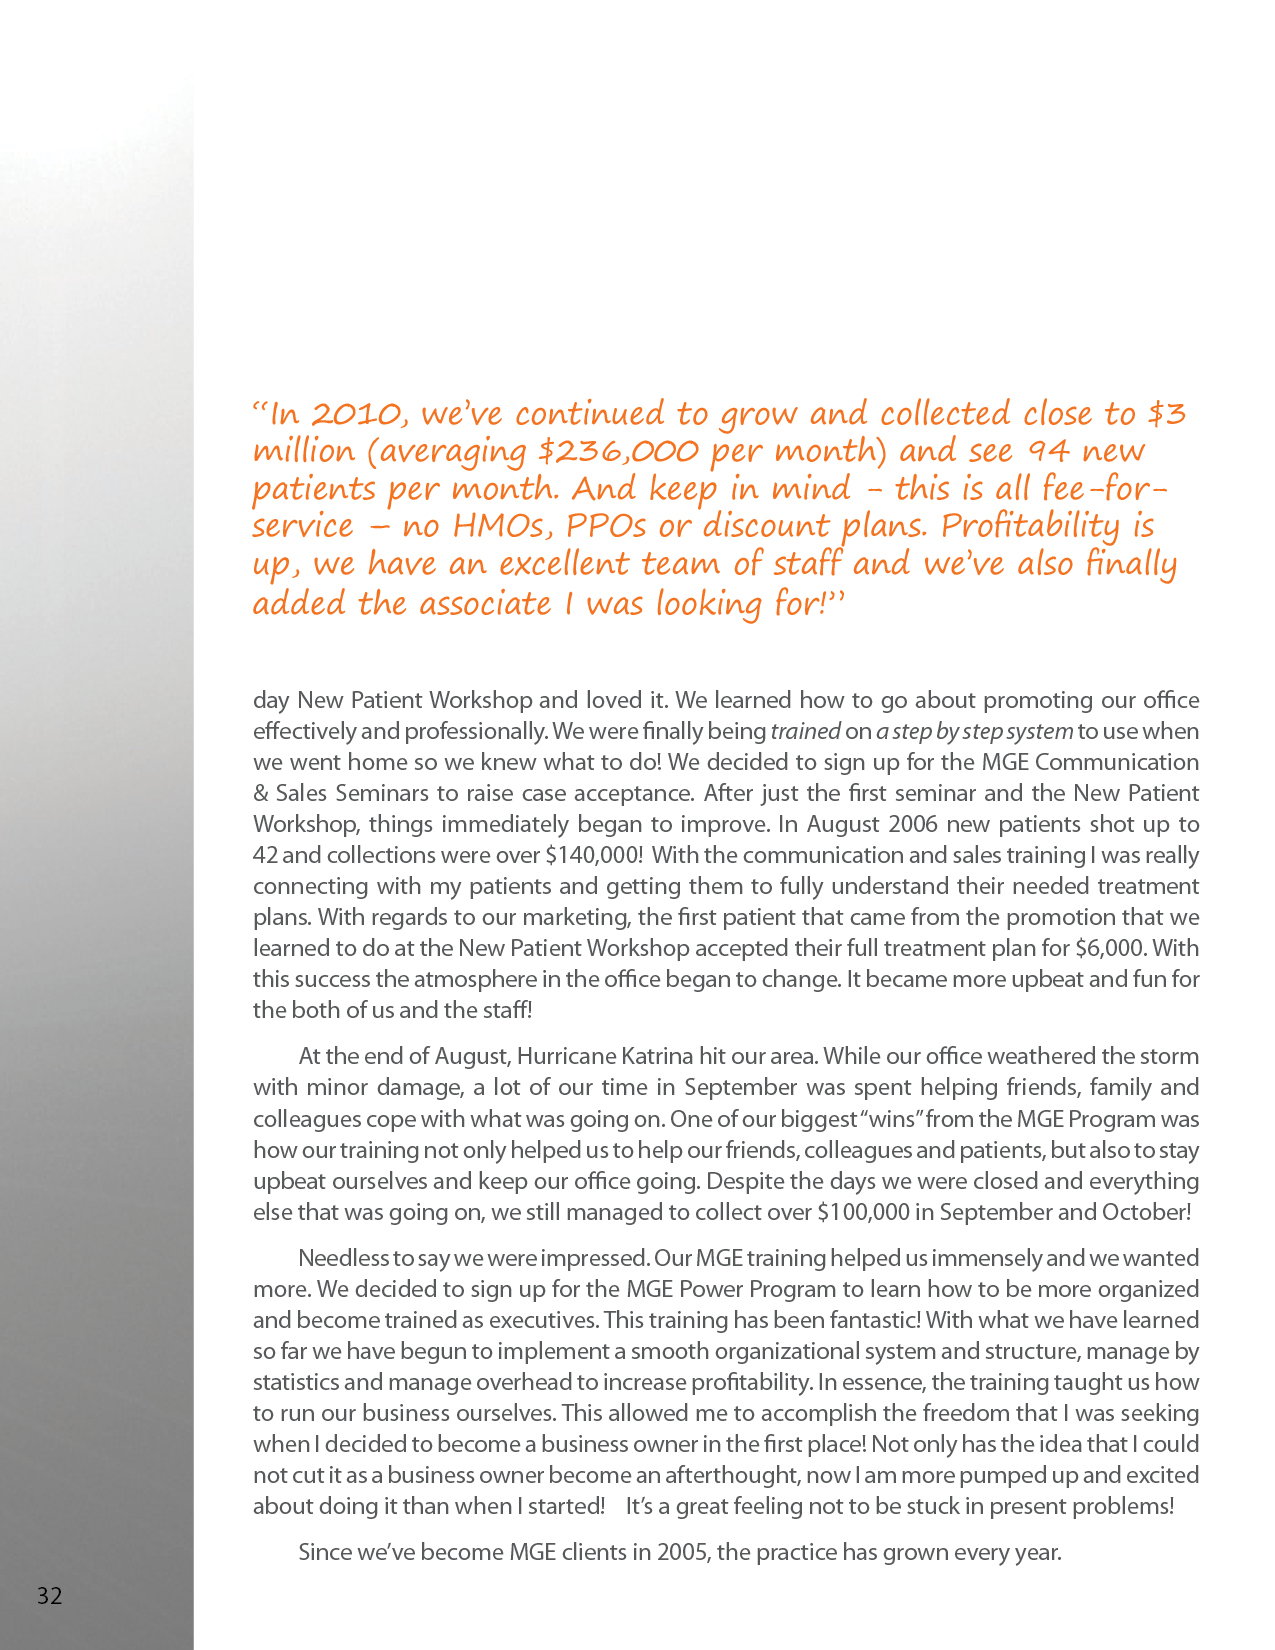 “In 2010, we’ve continued to grow and collected close to $3
million (averaging $236,000 per month) and see 94 new
patients per month. And keep in mind - this is all fee-for-
service – no HMOs, PPOs or discount plans. Profitability is
up, we have an excellent team of staff and we’ve also finally
added the associate I was looking for!”
day New Patient Workshop and loved it. We learned how to go about promoting our office
effectively and professionally. We were finally being trained on a step by step system to use when
we went home so we knew what to do! We decided to sign up for the MGE Communication
& Sales Seminars to raise case acceptance. After just the first seminar and the New Patient
Workshop, things immediately began to improve. In August 2006 new patients shot up to
42 and collections were over $140,000! With the communication and sales training I was really
connecting with my patients and getting them to fully understand their needed treatment
plans. With regards to our marketing, the first patient that came from the promotion that we
learned to do at the New Patient Workshop accepted their full treatment plan for $6,000. With
this success the atmosphere in the office began to change. It became more upbeat and fun for
the both of us and the staff!
At the end of August, Hurricane Katrina hit our area. While our office weathered the storm
with minor damage, a lot of our time in September was spent helping friends, family and
colleagues cope with what was going on. One of our biggest “wins” from the MGE Program was
how our training not only helped us to help our friends, colleagues and patients, but also to stay
upbeat ourselves and keep our office going. Despite the days we were closed and everything
else that was going on, we still managed to collect over $100,000 in September and October!
Needless to say we were impressed. Our MGE training helped us immensely and we wanted
more. We decided to sign up for the MGE Power Program to learn how to be more organized
and become trained as executives. This training has been fantastic! With what we have learned
so far we have begun to implement a smooth organizational system and structure, manage by
statistics and manage overhead to increase profitability. In essence, the training taught us how
to run our business ourselves. This allowed me to accomplish the freedom that I was seeking
when I decided to become a business owner in the first place! Not only has the idea that I could
not cut it as a business owner become an afterthought, now I am more pumped up and excited
about doing it than when I started! It’s a great feeling not to be stuck in present problems!
Since we’ve become MGE clients in 2005, the practice has grown every year.
32